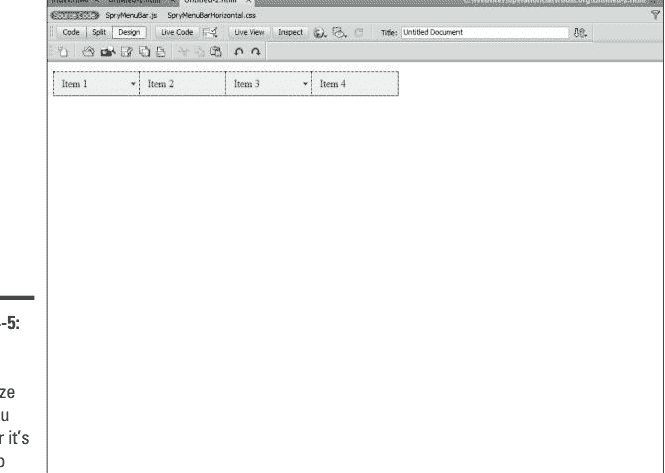 Source Code SpryMenuBar.js SpryMenuBarHorizontal.css
Code Split Design Live Code Live View Inspect Title: Untitled Document
Item 1 Item 2 Item 3 Item 4
-5:
ze
u
r it's